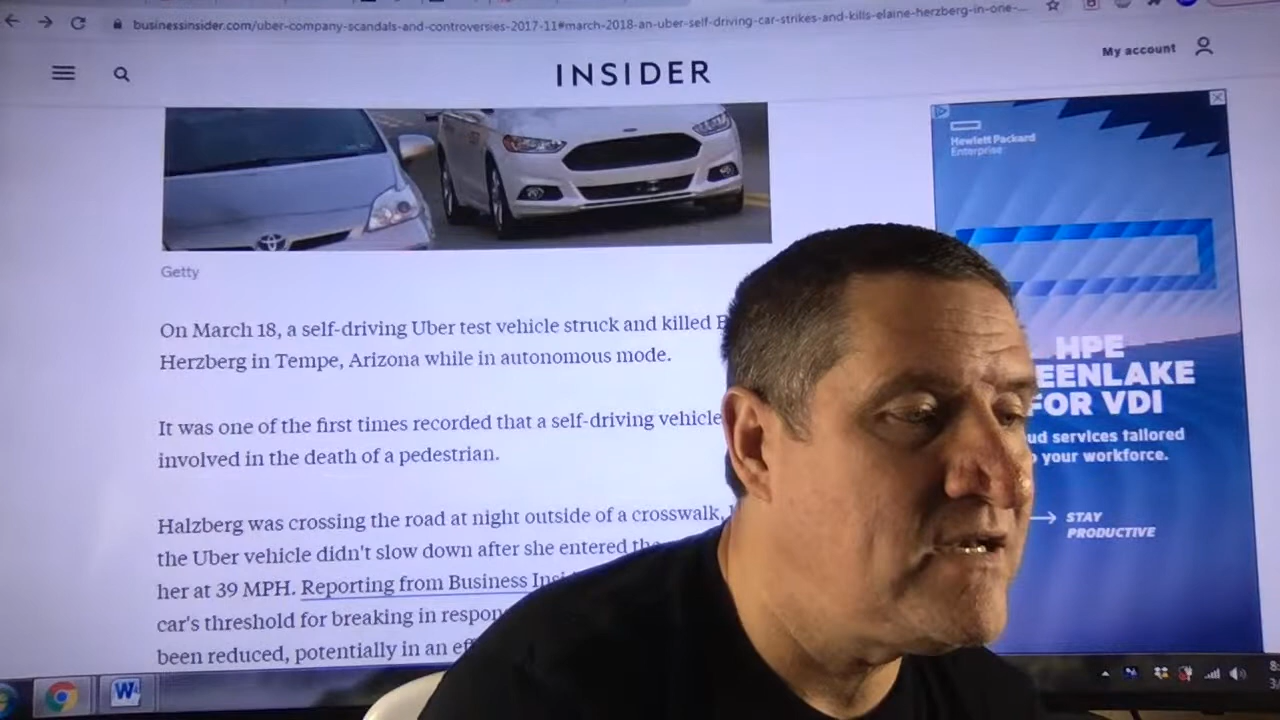 businessinsider.com/uber-company-scandals-and-controversies-2017-11#march-2018-an-uber-self-driving-car-strikes-and-kills-elaine-herzberg-in-one-...
My account
INSIDER
Getty
On March 18, a self-driving Uber test vehicle struck and killed E
Herzberg in Tempe, Arizona while in autonomous mode.
It was one of the first times recorded that a self-driving vehicle
involved in the death of a pedestrian.
Halzberg was crossing the road at night outside of a crosswalk,
the Uber vehicle didn't slow down after she entered the
her at 39 MPH. Reporting from Business Insi
car's threshold for breaking in respon
been reduced, potentially in an ef
Hewlett Packard
Enterprise
HPE
EENLAKE
FOR VDI
ud services tailored
your workforce.
STAY
PRODUCTIVE
W
8:
3/